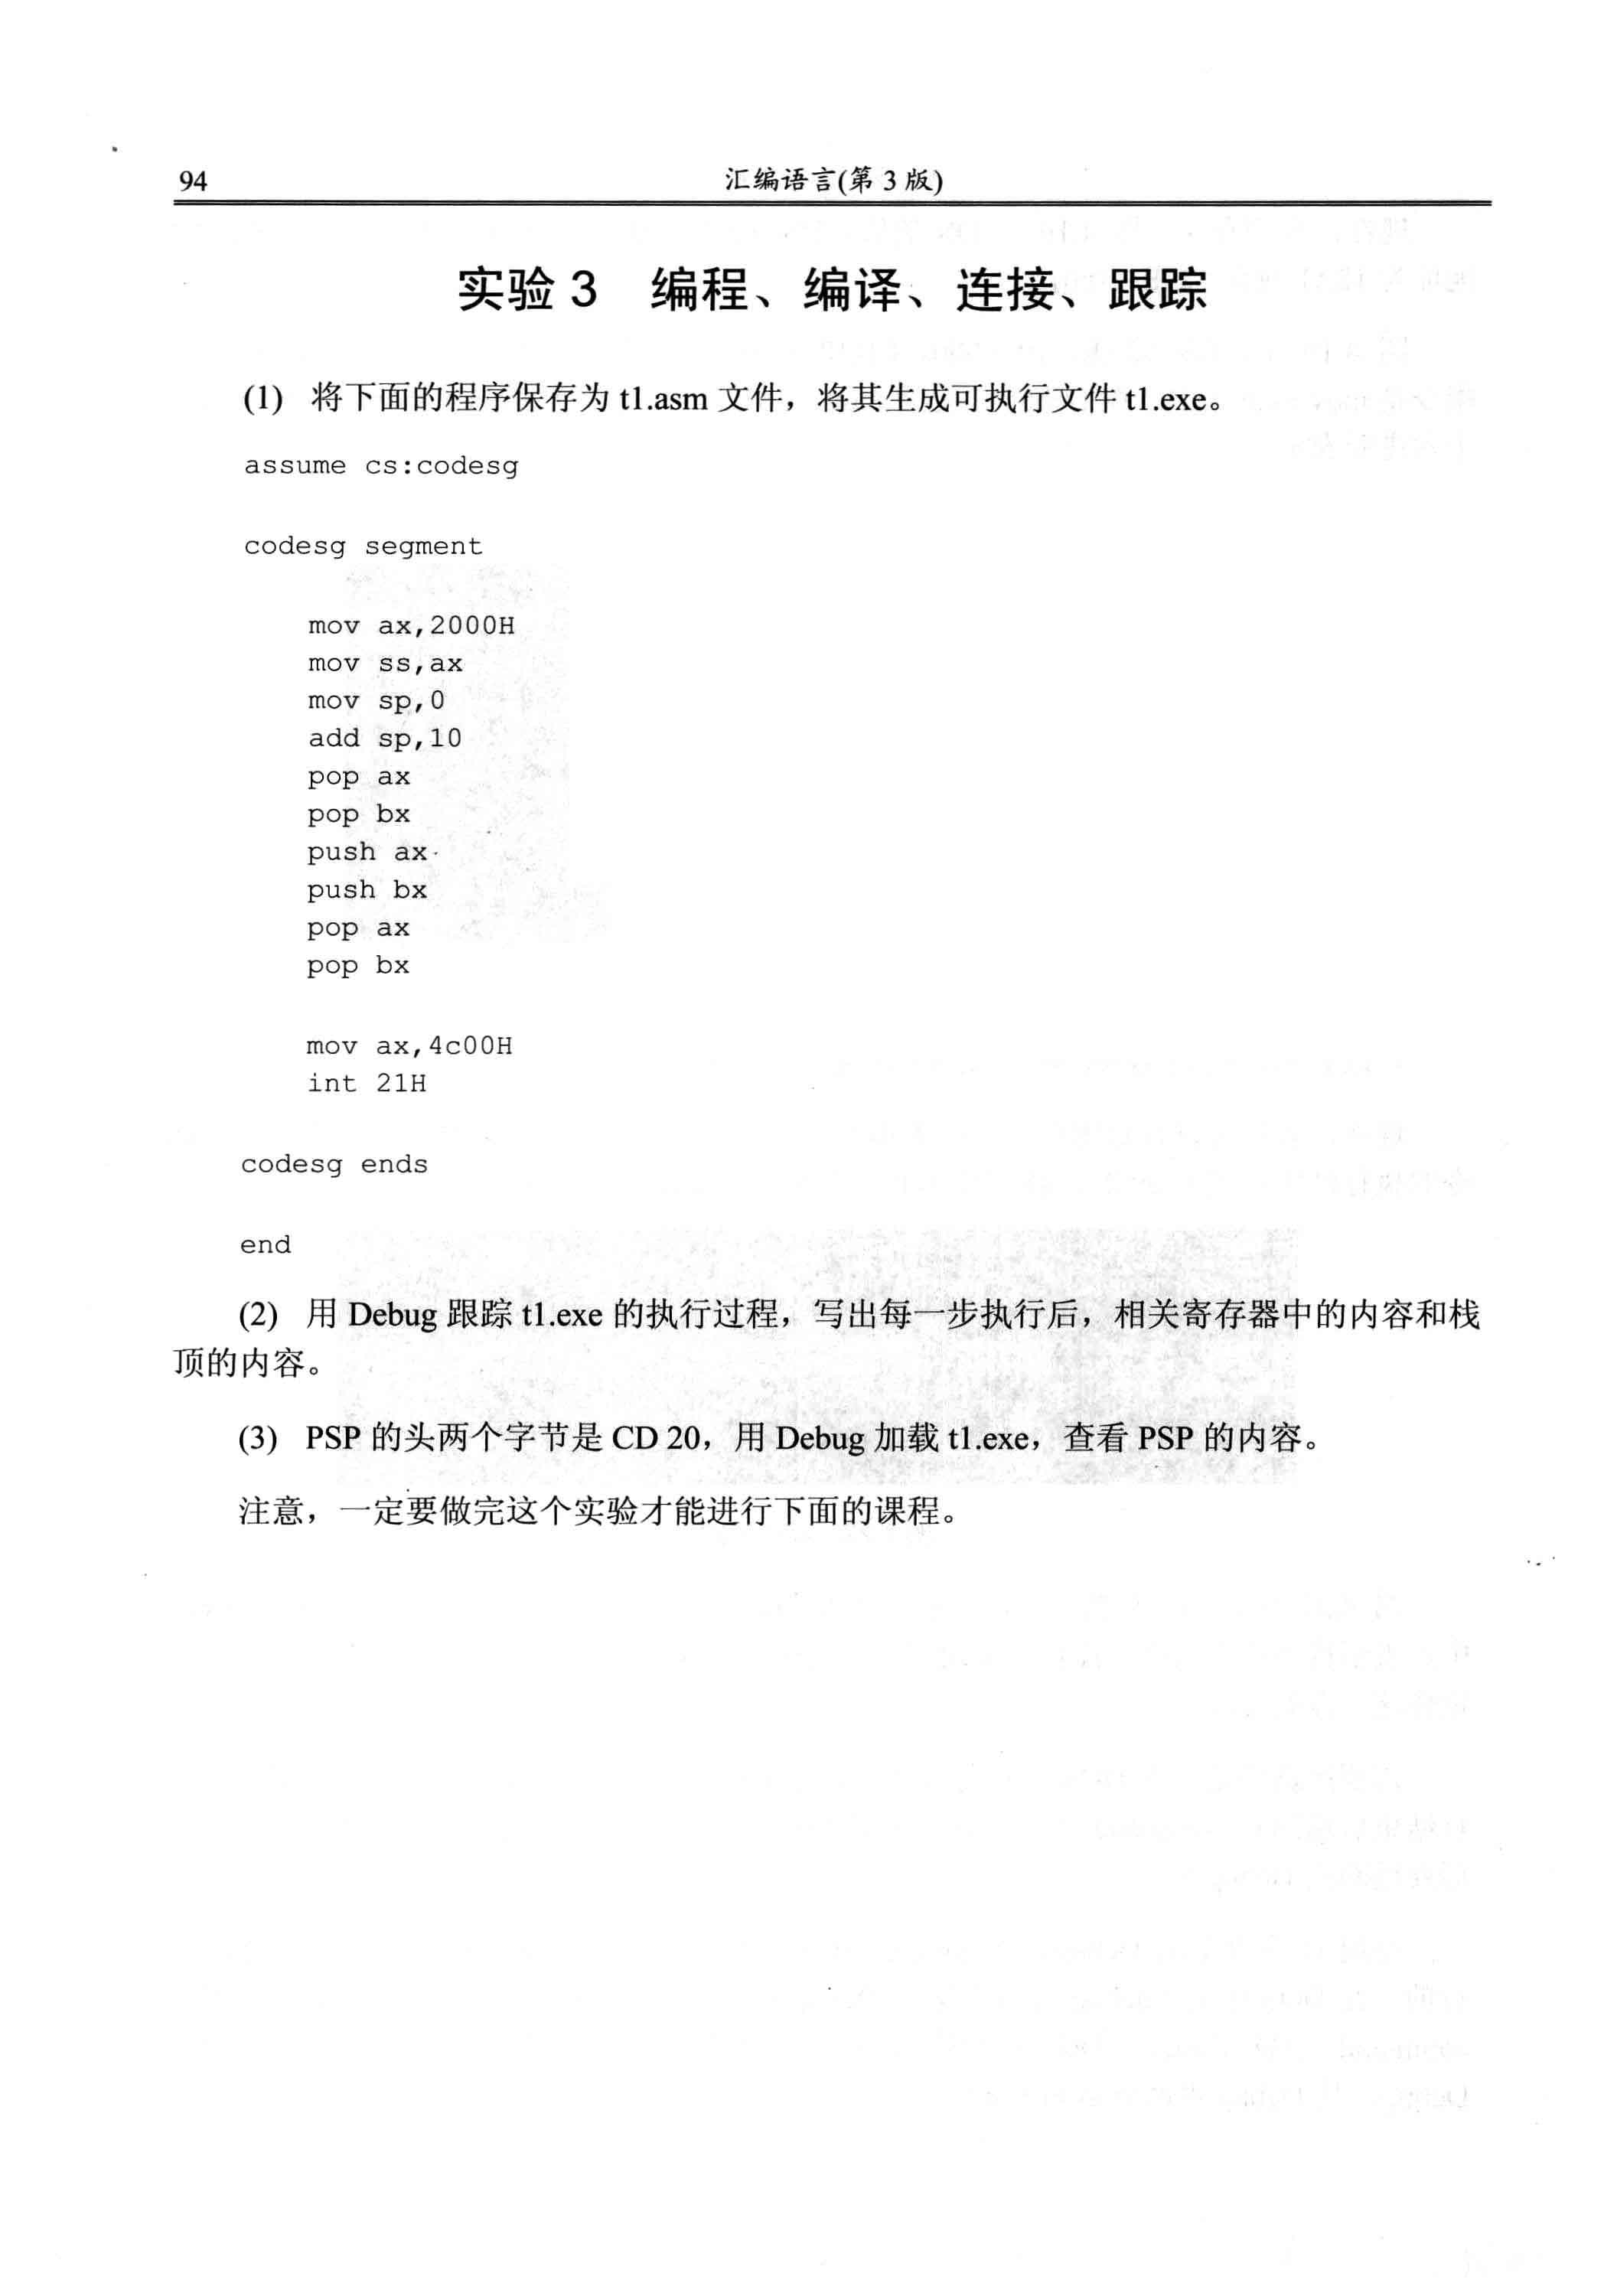 94
汇编语言(第 3 版)
实验 3 编程、编译、连接、跟踪
(1) 将下面的程序保存为 t1.asm 文件，将其生成可执行文件 t1.exe。
assume cs:codesg
codesg segment
mov ax,2000H
mov ss,ax
mov sp,0
add sp,10
pop ax
pop bx
push ax
push bx
pop ax
pop bx
mov ax,4c00H
int 21H
codesg ends
end
(2) 用 Debug 跟踪 t1.exe 的执行过程，写出每一步执行后，相关寄存器中的内容和栈
顶的内容。
(3) PSP 的头两个字节是 CD 20，用 Debug 加载 t1.exe，查看 PSP 的内容。
注意，一定要做完这个实验才能进行下面的课程。